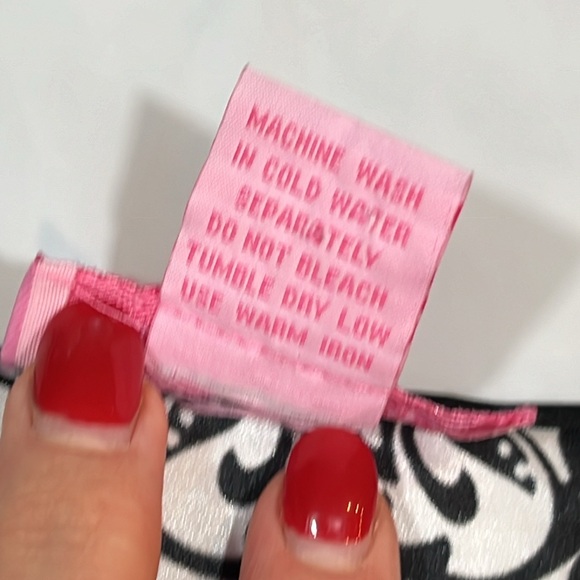 MACHINE WASH
IN COLD WATER
SEPARATELY
DO NOT BLEACH
TUMBLE DRY LOW
USE WARM IRON